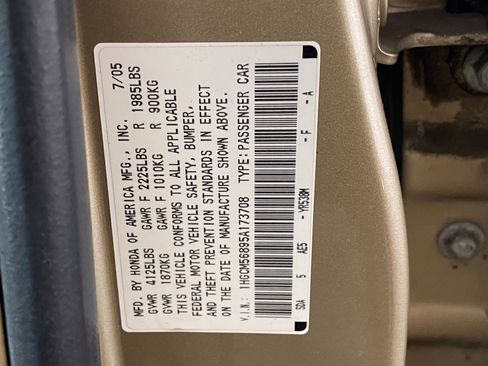 MFD. BY HONDA OF AMERICA MFG., INC. 7/05
GVWR 4125LBS GAWR F 2225LBS R 1985LBS
GVWR 1870KG GAWR F 1010KG R 900KG
THIS VEHICLE CONFORMS TO ALL APPLICABLE
FEDERAL MOTOR VEHICLE SAFETY, BUMPER,
AND THEFT PREVENTION STANDARDS IN EFFECT
ON THE DATE OF MANUFACTURE SHOWN ABOVE.
V.I.N.: 1HGCM56895A173708 TYPE:PASSENGER CAR
SDA 5 AE5 -YR538M -F -A